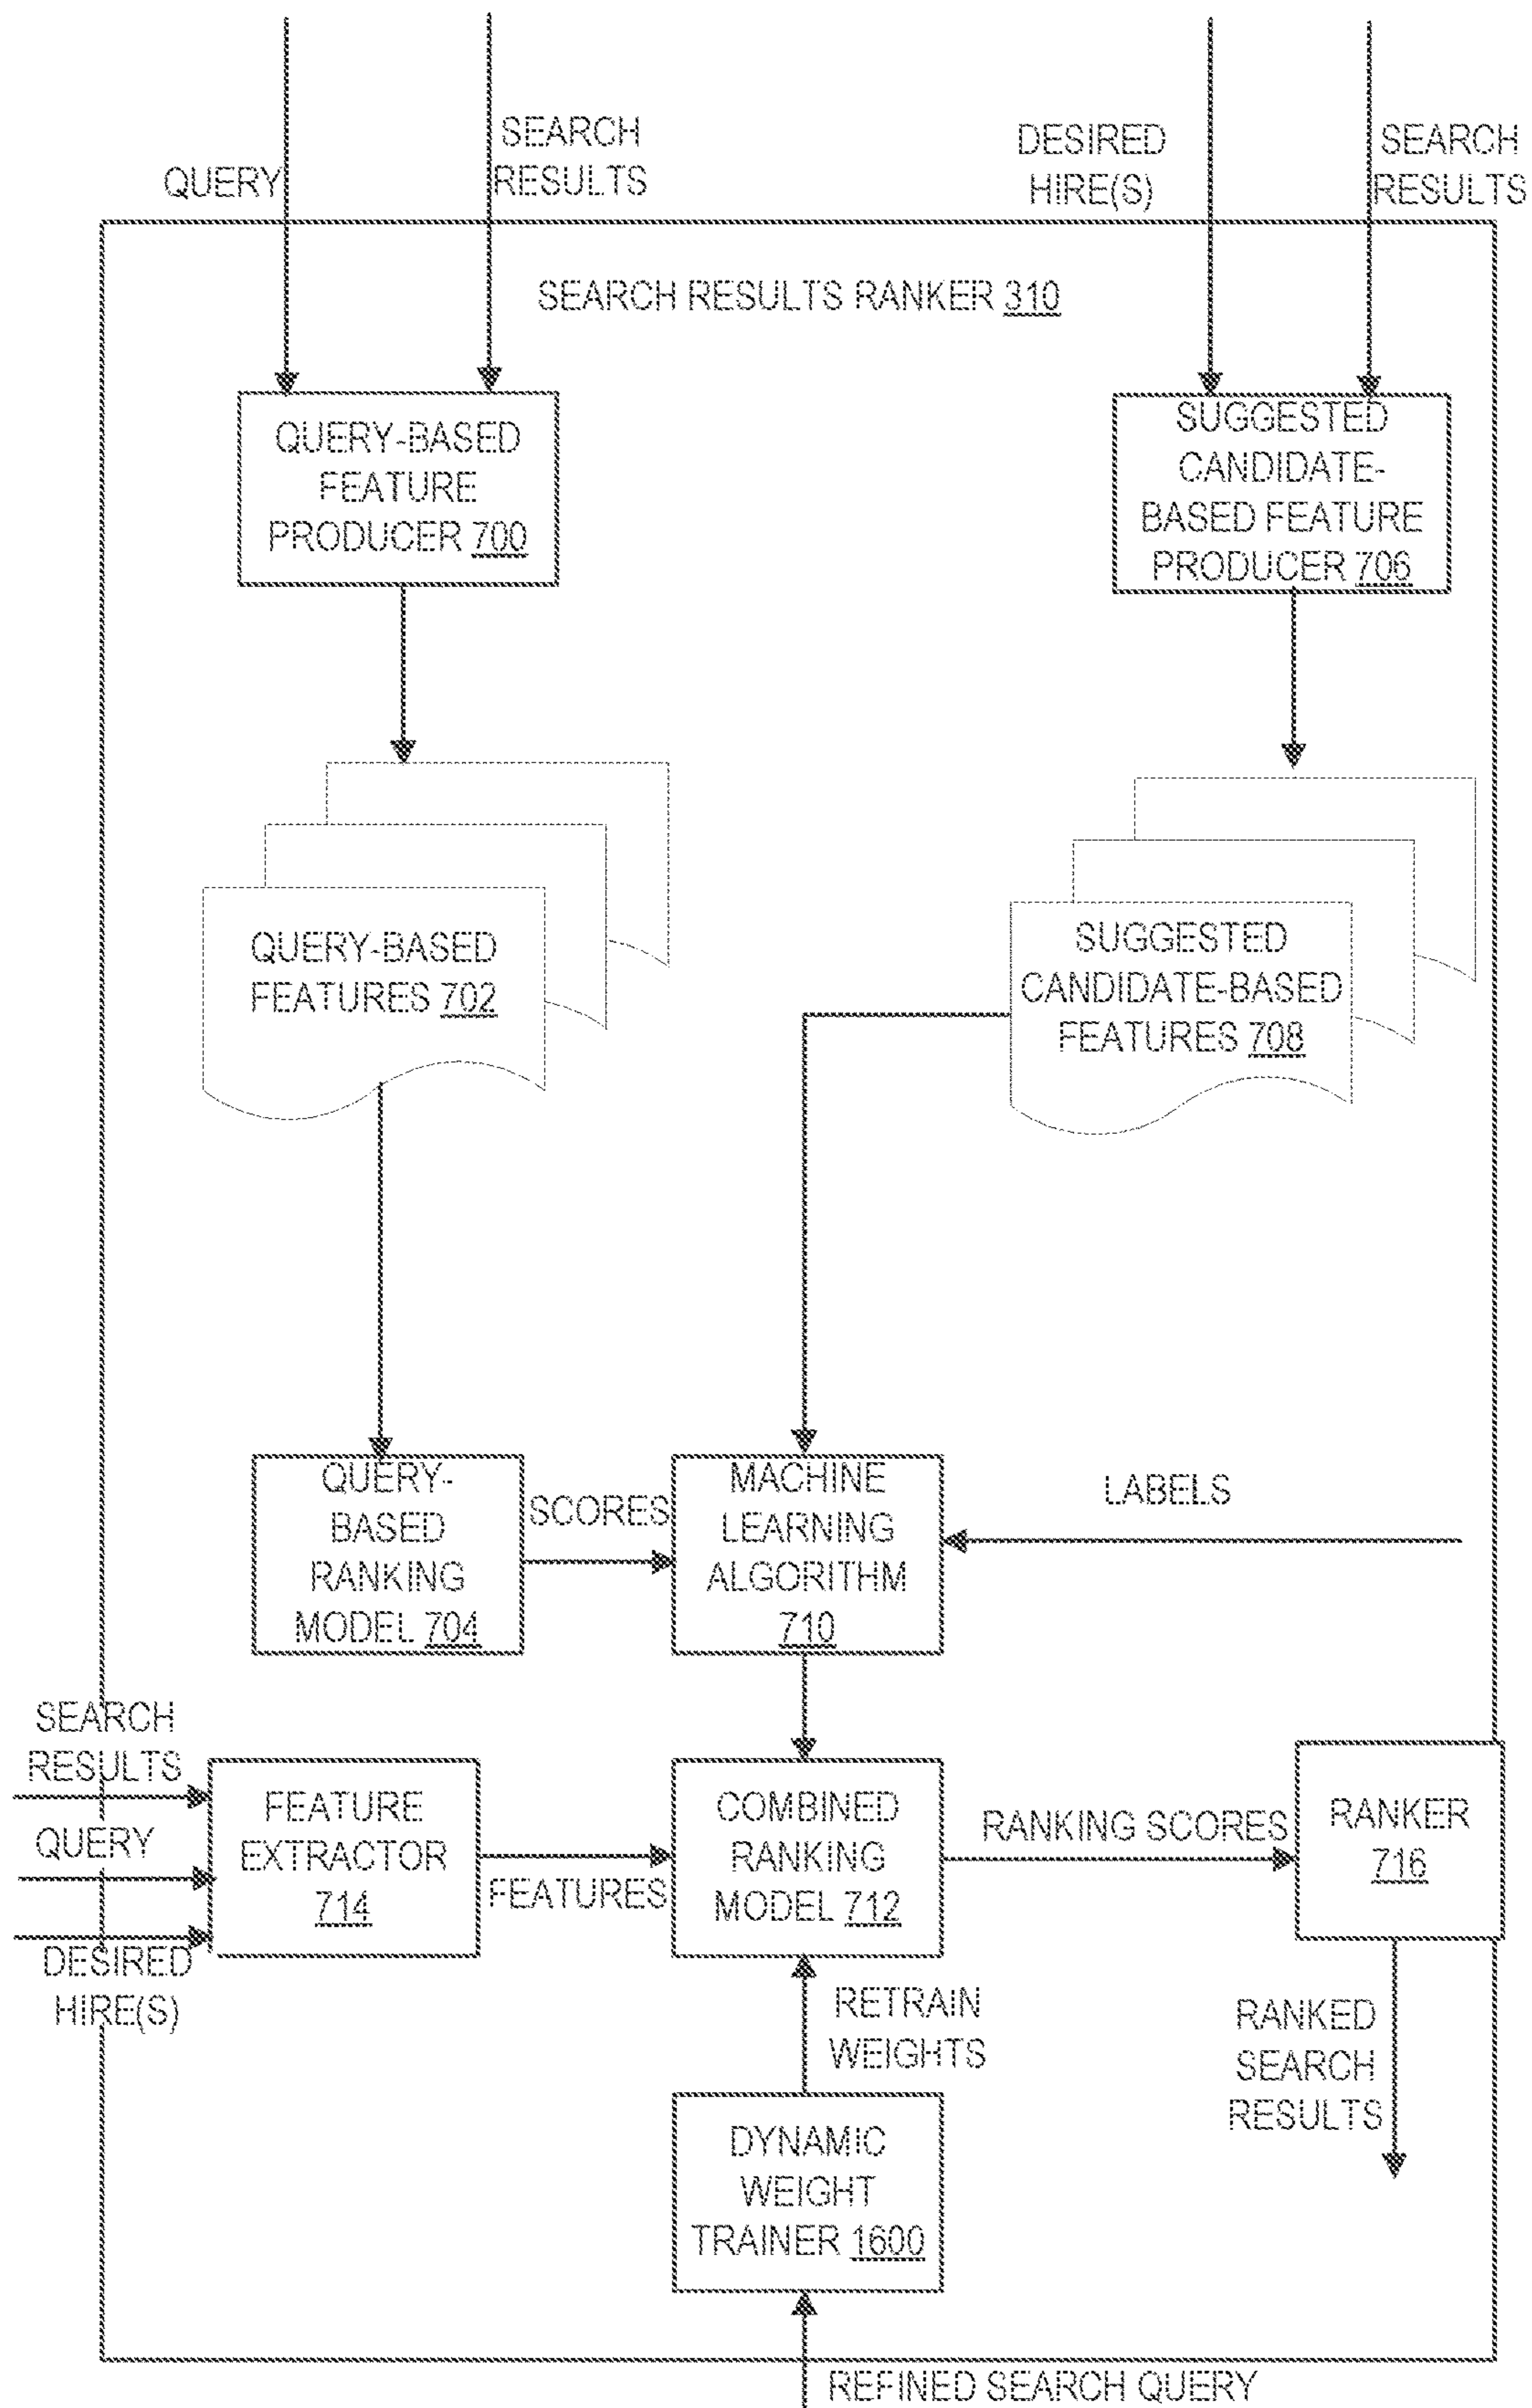 QUERY
SEARCH
RESULTS
DESIRED
HIRE(S)
SEARCH
RESULTS
SEARCH RESULTS RANKER 310
QUERY-BASED
FEATURE
PRODUCER 700
SUGGESTED
CANDIDATE-
BASED FEATURE
PRODUCER 706
QUERY-BASED
FEATURES 702
SUGGESTED
CANDIDATE-BASED
FEATURES 708
QUERY-
BASED
RANKING
MODEL 704
SCORES
MACHINE
LEARNING
ALGORITHM
710
LABELS
SEARCH
RESULTS
QUERY
DESIRED
HIRE(S)
FEATURE
EXTRACTOR
714
FEATURES
COMBINED
RANKING
MODEL 712
RANKING SCORES
RANKER
716
RETRAIN
WEIGHTS
RANKED
SEARCH
RESULTS
DYNAMIC
WEIGHT
TRAINER 1600
REFINED SEARCH QUERY